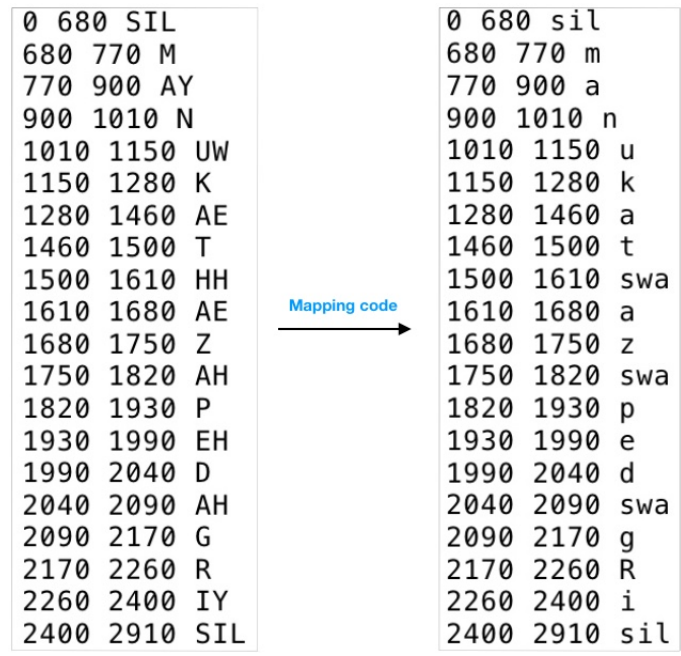 0 680 SIL
680 770 M
770 900 AY
900 1010 N
1010 1150 UW
1150 1280 K
1280 1460 AE
1460 1500 T
1500 1610 HH
1610 1680 AE
1680 1750 Z
1750 1820 AH
1820 1930 P
1930 1990 EH
1990 2040 D
2040 2090 AH
2090 2170 G
2170 2260 R
2260 2400 IY
2400 2910 SIL
Mapping code
0 680 sil
680 770 m
770 900 a
900 1010 n
1010 1150 u
1150 1280 k
1280 1460 a
1460 1500 t
1500 1610 swa
1610 1680 a
1680 1750 z
1750 1820 swa
1820 1930 p
1930 1990 e
1990 2040 d
2040 2090 swa
2090 2170 g
2170 2260 R
2260 2400 i
2400 2910 sil